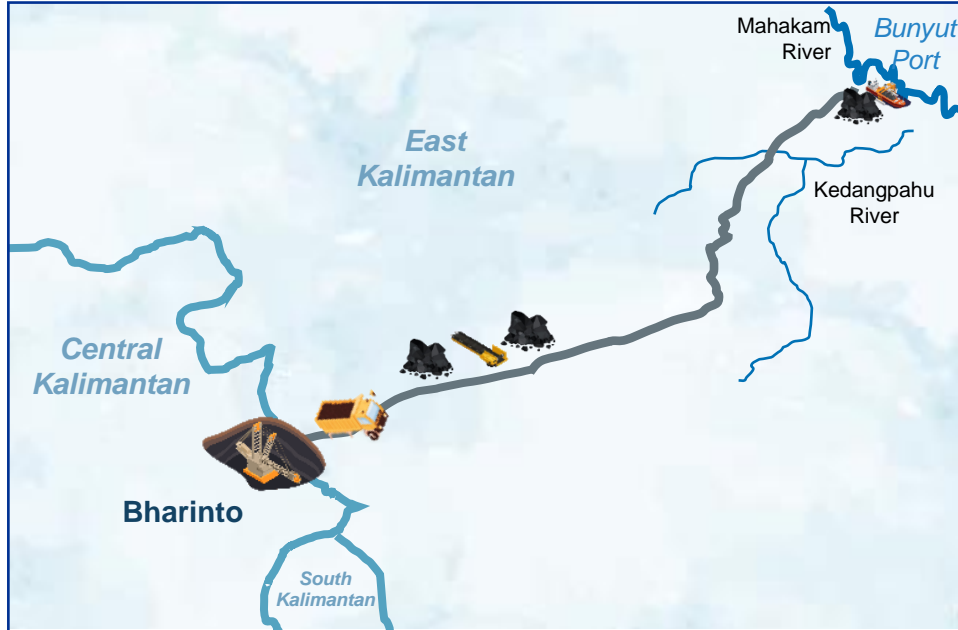 Mahakam
River
Bunyut
Port
East
Kalimantan
Kedangpahu
River
Central
Kalimantan
Bharinto
South
Kalimantan